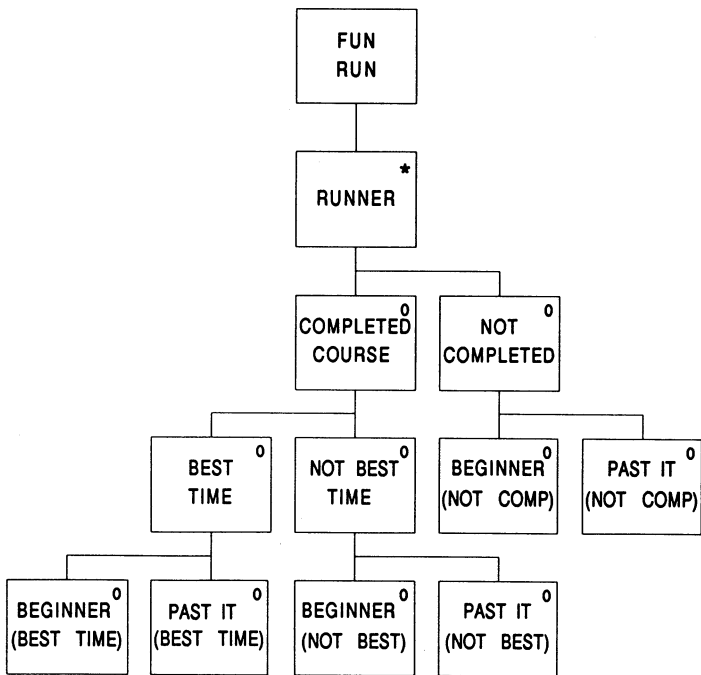 FUN
RUN
*
RUNNER
O
COMPLETED
COURSE
O
NOT
COMPLETED
O
BEST
TIME
O
NOT BEST
TIME
O
BEGINNER
(NOT COMP)
O
PAST IT
(NOT COMP)
O
BEGINNER
(BEST TIME)
O
PAST IT
(BEST TIME)
O
BEGINNER
(NOT BEST)
O
PAST IT
(NOT BEST)